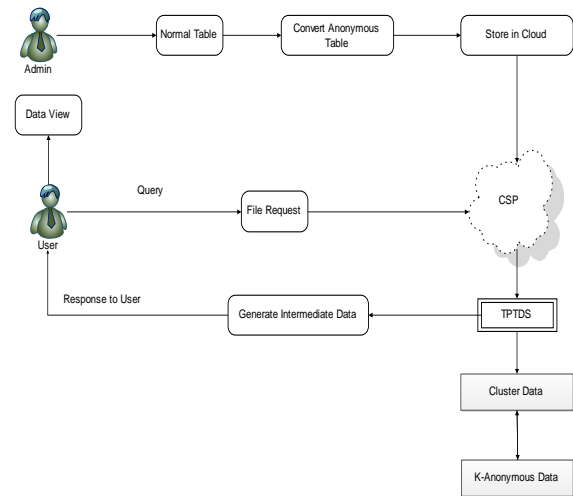 Normal Table
Convert Anonymous
Table
Store in Cloud
Admin
Data View
Query
File Request
CSP
User
Response to User
Generate Intermediate Data
TPTDS
Cluster Data
K-Anonymous Data